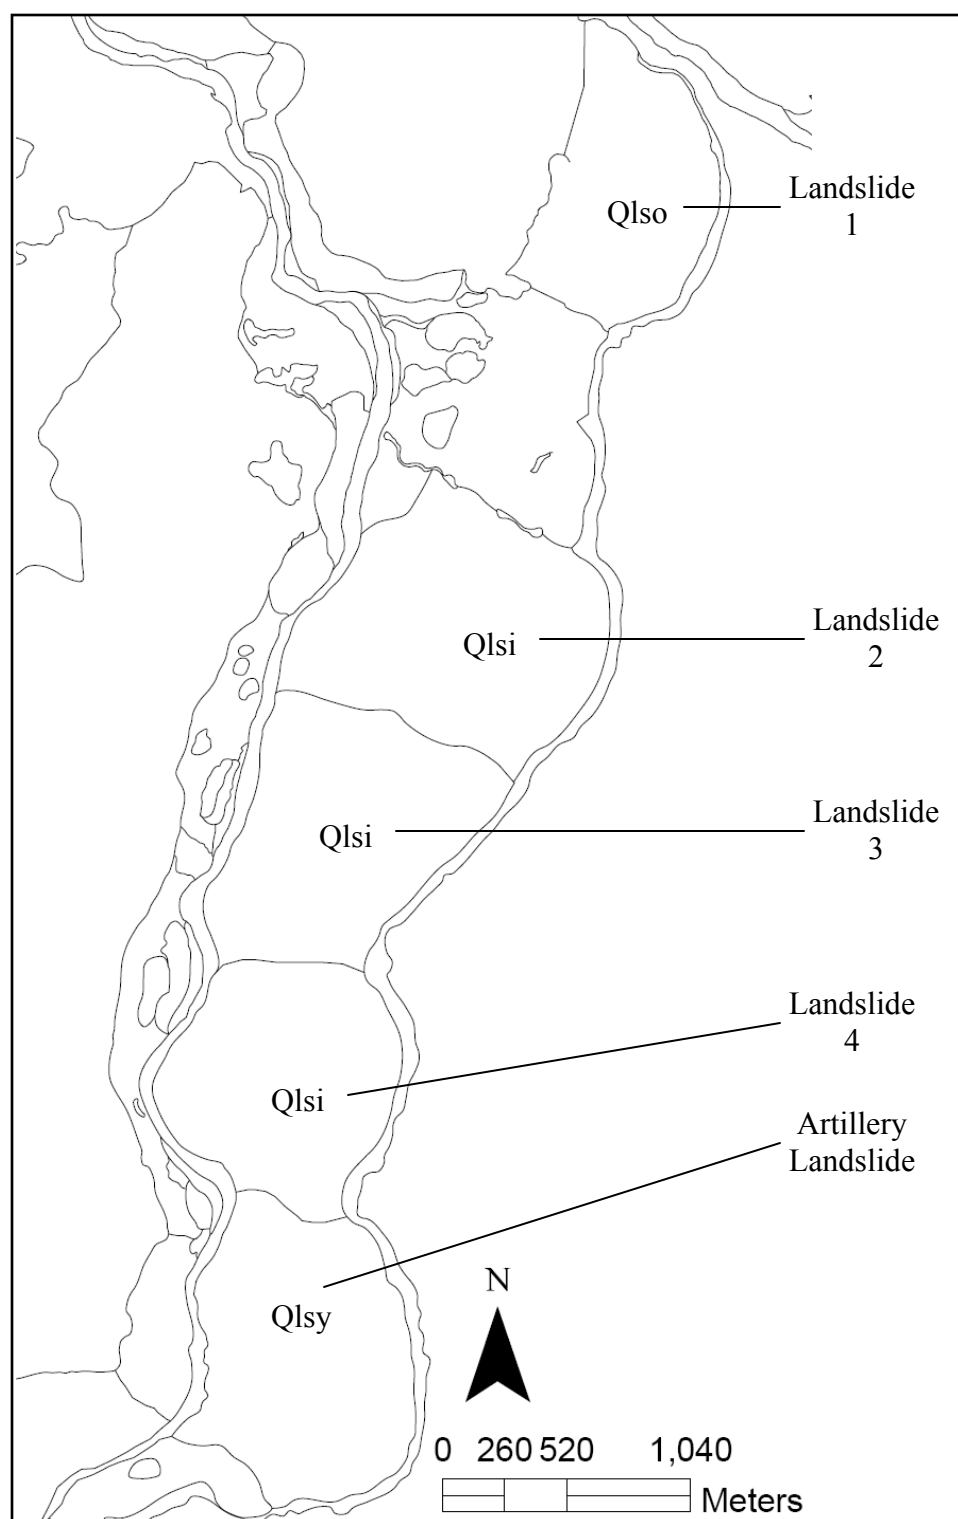 Landslide
1
Qlso
Landslide
2
Qlsi
Landslide
3
Qlsi
Landslide
4
Qlsi
Artillery
Landslide
Qlsy
N
0 260 520 1,040
Meters